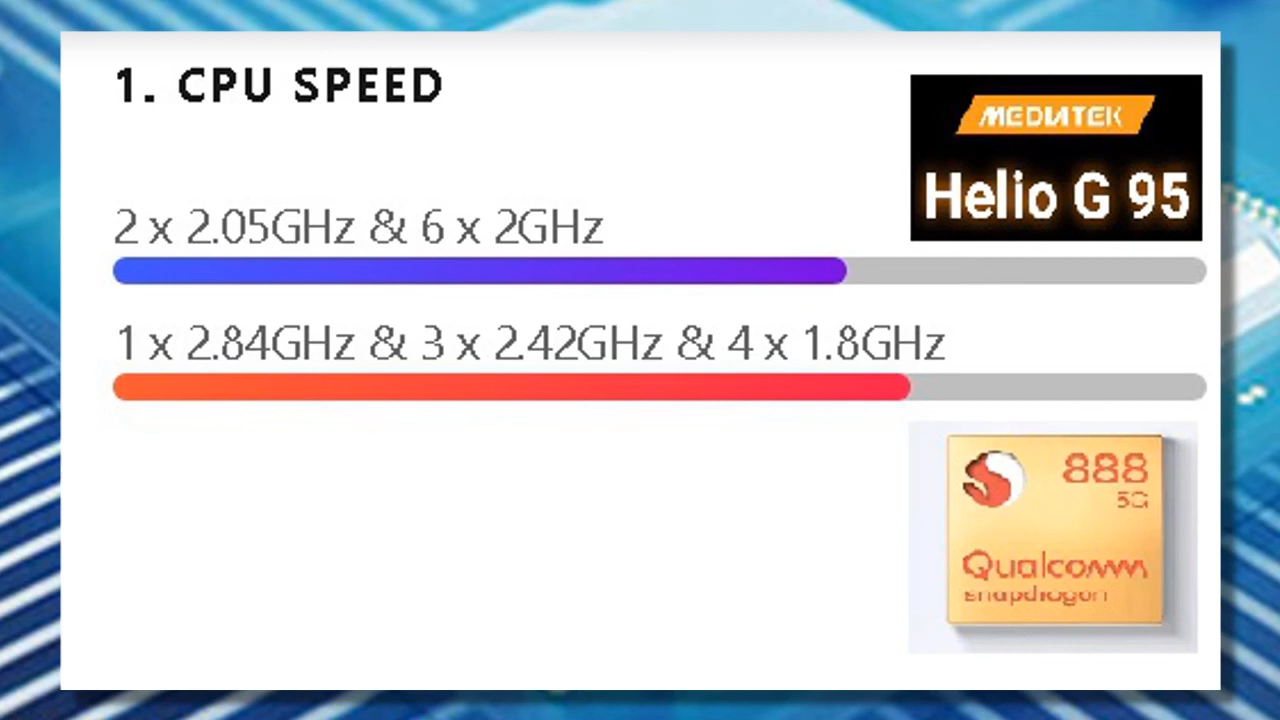 1. CPU SPEED
MEDIATEK
Helio G 95
2 x 2.05GHz & 6 x 2GHz
1 x 2.84GHz & 3 x 2.42GHz & 4 x 1.8GHz
888
5G
Qualcomm
snapdragon